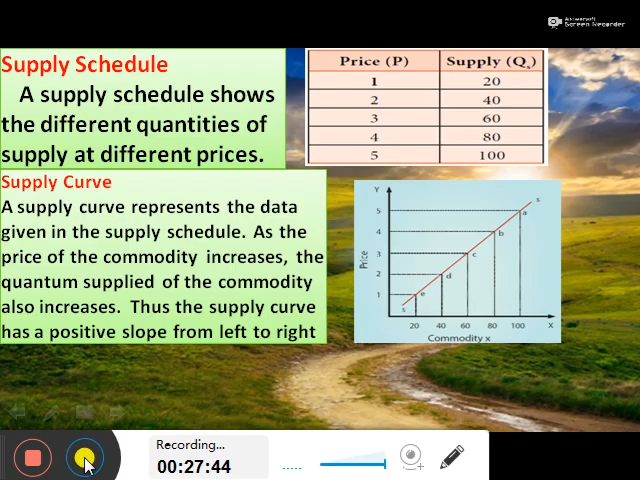 Apowersoft
Screen Recorder
Supply Schedule
A supply schedule shows
the different quantities of
supply at different prices.
Price (P) Supply (Qs)
1 20
2 40
3 60
4 80
5 100
Supply Curve
A supply curve represents the data
given in the supply schedule. As the
price of the commodity increases, the
quantum supplied of the commodity
also increases. Thus the supply curve
has a positive slope from left to right
Y
s
5
a
4
b
3
c
2
d
1
e
s
Price
20 40 60 80 100 X
Commodity x
Recording...
00:27:44